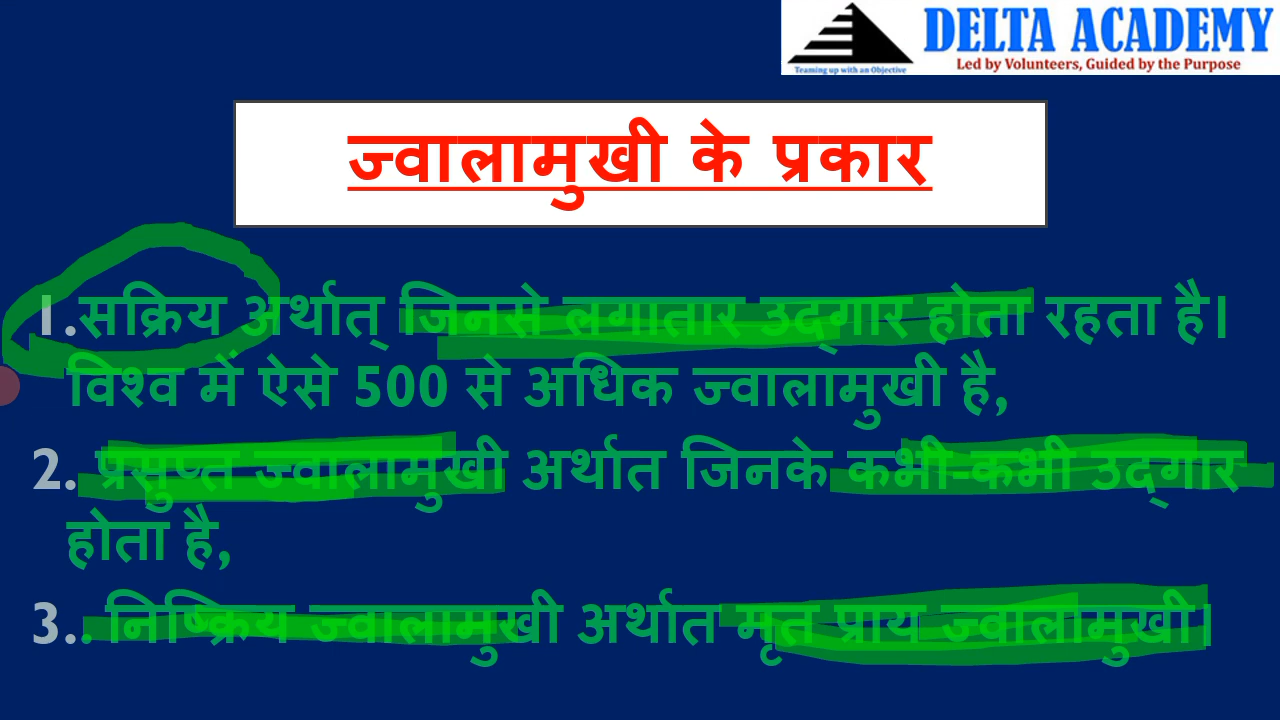 DELTA ACADEMY
Teaming up with an Objective
Led by Volunteers, Guided by the Purpose
ज्वालामुखी के प्रकार
1.सक्रिय अर्थात् जिनसे लगातार उद्‌गार होता रहता है।
विश्व में ऐसे 500 से अधिक ज्वालामुखी है,
2. प्रसुप्त ज्वालामुखी अर्थात जिनके कभी-कभी उद्‌गार
होता है,
3.. निष्क्रिय ज्वालामुखी अर्थात मृत प्राय ज्वालामुखी।